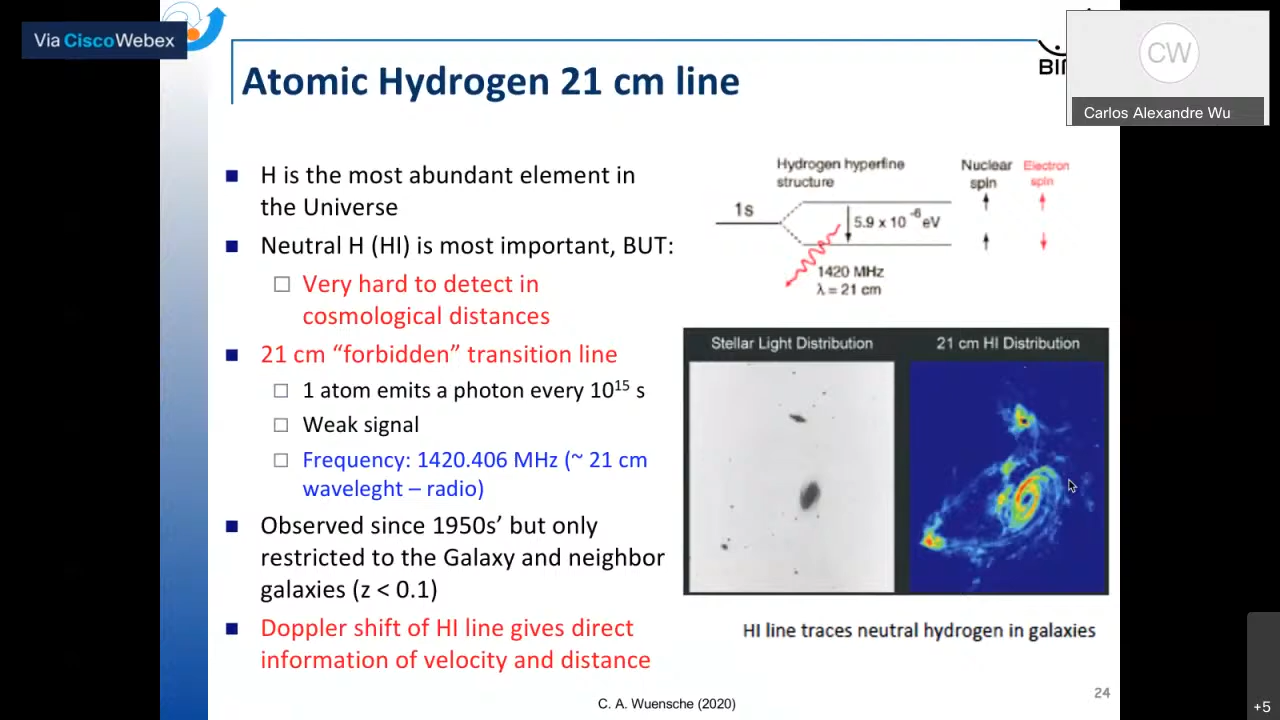 Via CiscoWebex
Atomic Hydrogen 21 cm line
CW
Carlos Alexandre Wu
H is the most abundant element in
the Universe
Neutral H (HI) is most important, BUT:
Very hard to detect in
cosmological distances
21 cm “forbidden” transition line
1 atom emits a photon every 10¹⁵ s
Weak signal
Frequency: 1420.406 MHz (~ 21 cm
waveleght – radio)
Observed since 1950s’ but only
restricted to the Galaxy and neighbor
galaxies (z < 0.1)
Doppler shift of HI line gives direct
information of velocity and distance
Hydrogen hyperfine
structure
Nuclear
spin
Electron
spin
1s
5.9 x 10⁻⁶ eV
1420 MHz
λ = 21 cm
Stellar Light Distribution
21 cm HI Distribution
HI line traces neutral hydrogen in galaxies
C. A. Wuensche (2020)
24
+5